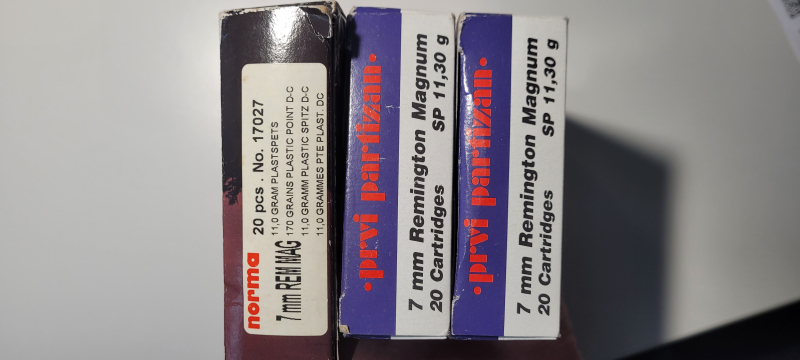 norma
20 pcs . No. 17027
7 mm REM MAG
11,0 GRAM PLASTSPETS
170 GRAINS PLASTIC POINT D-C
11,0 GRAMM PLASTIC SPITZ D-C
11,0 GRAMMES PTE PLAST. DC
·prvi partizan·
7 mm Remington Magnum
20 Cartridges SP 11,30 g
·prvi partizan·
7 mm Remington Magnum
20 Cartridges SP 11,30 g